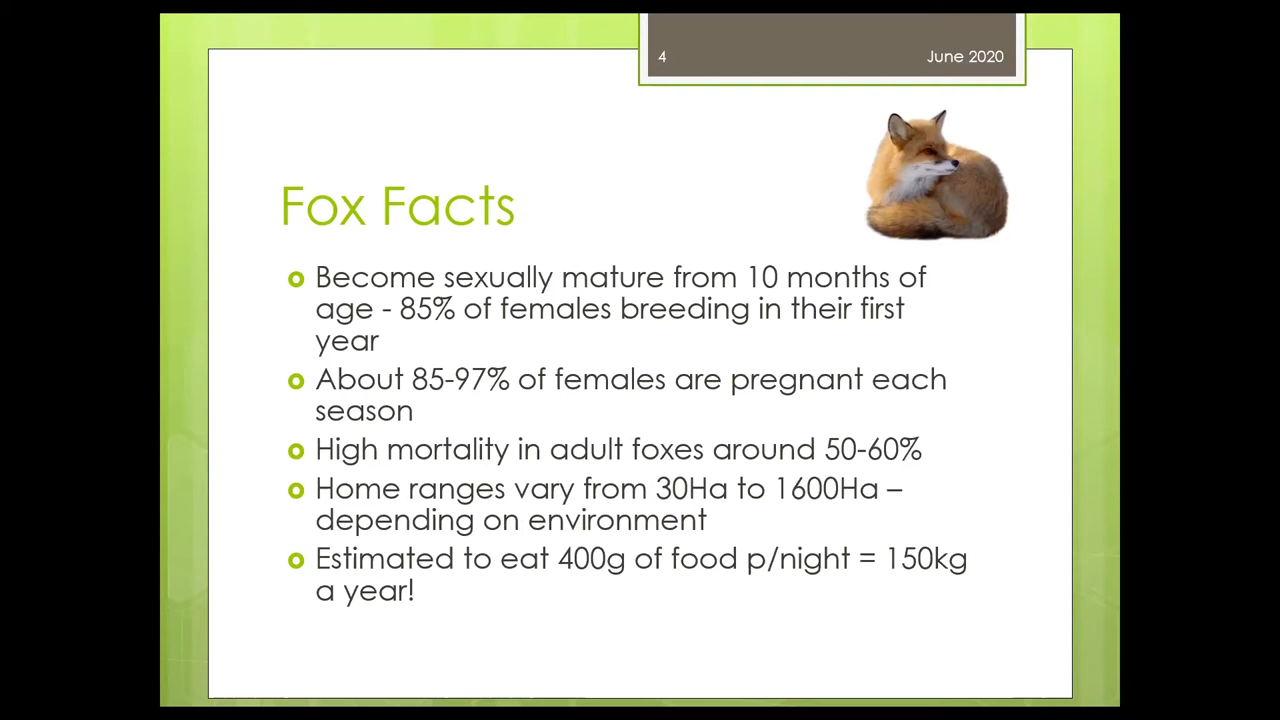 4 June 2020
Fox Facts
Become sexually mature from 10 months of
age - 85% of females breeding in their first
year
About 85-97% of females are pregnant each
season
High mortality in adult foxes around 50-60%
Home ranges vary from 30Ha to 1600Ha –
depending on environment
Estimated to eat 400g of food p/night = 150kg
a year!